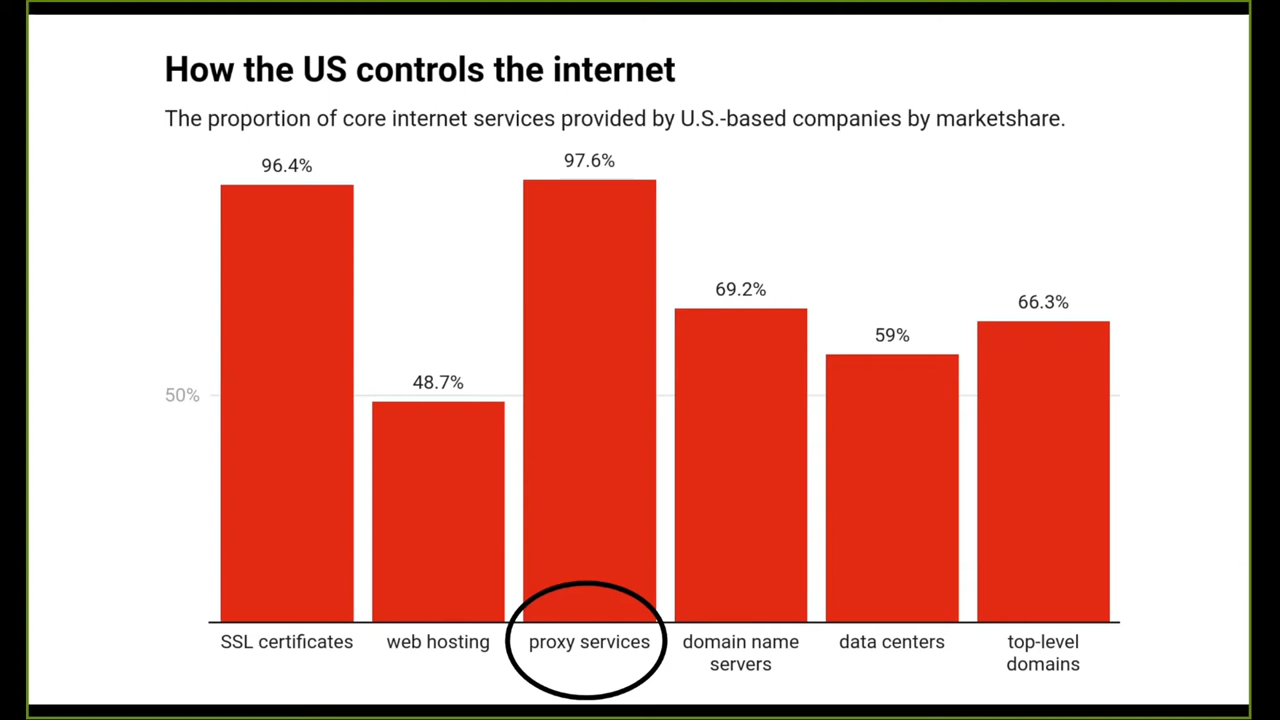 How the US controls the internet
The proportion of core internet services provided by U.S.-based companies by marketshare.
96.4%
97.6%
69.2%
66.3%
59%
48.7%
50%
SSL certificates
web hosting
proxy services
domain name
servers
data centers
top-level
domains